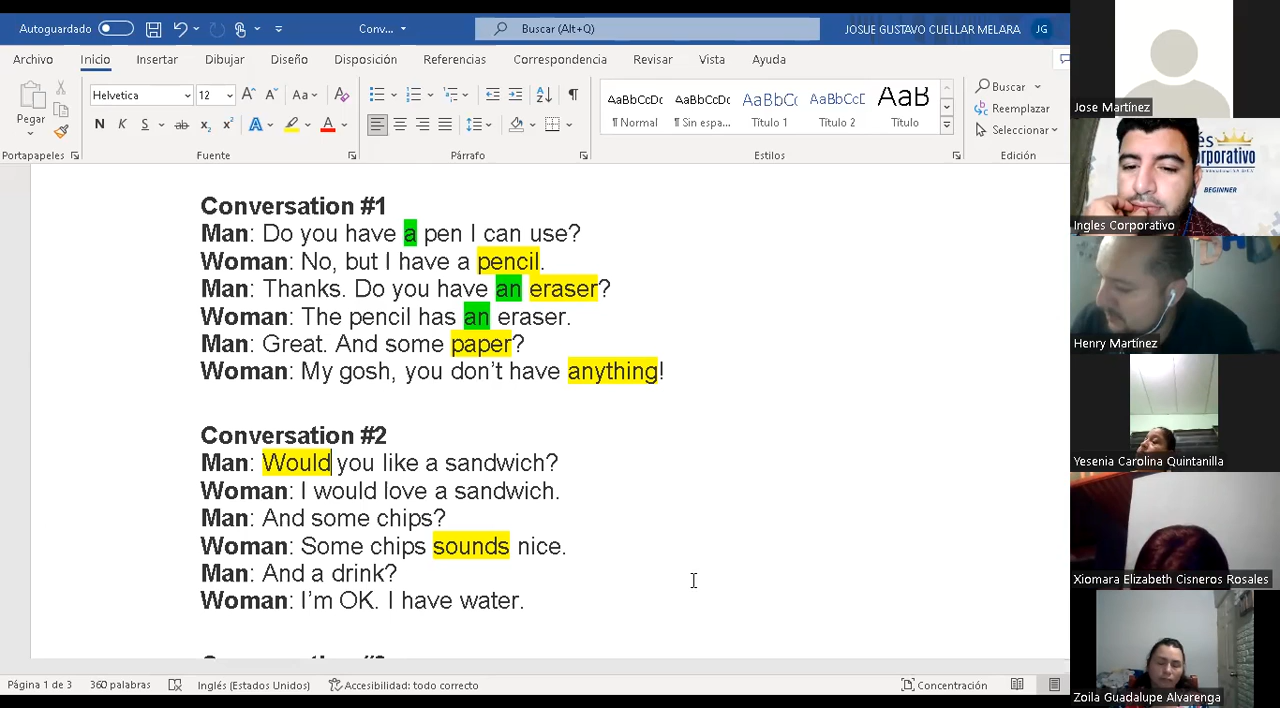 Autoguardado
Conv...
Buscar (Alt+Q)
JOSUE GUSTAVO CUELLAR MELARA
JG
Archivo Inicio Insertar Dibujar Diseño Disposición Referencias Correspondencia Revisar Vista Ayuda
Pegar
Helvetica 12
N K S ab
Portapapeles Fuente Párrafo Estilos Edición
AaBbCcDc AaBbCcDc AaBbC( AaBbCcC AaB
¶ Normal ¶ Sin espa... Título 1 Título 2 Título
Buscar
Reemplazar
Seleccionar
Conversation #1
Man: Do you have a pen I can use?
Woman: No, but I have a pencil.
Man: Thanks. Do you have an eraser?
Woman: The pencil has an eraser.
Man: Great. And some paper?
Woman: My gosh, you don’t have anything!
Conversation #2
Man: Would you like a sandwich?
Woman: I would love a sandwich.
Man: And some chips?
Woman: Some chips sounds nice.
Man: And a drink?
Woman: I’m OK. I have water.
Página 1 de 3 360 palabras Inglés (Estados Unidos) Accesibilidad: todo correcto Concentración
Jose Martínez
és
orporativo
BEGINNER
Ingles Corporativo
Henry Martínez
Yesenia Carolina Quintanilla
Xiomara Elizabeth Cisneros Rosales
Zoila Guadalupe Alvarenga